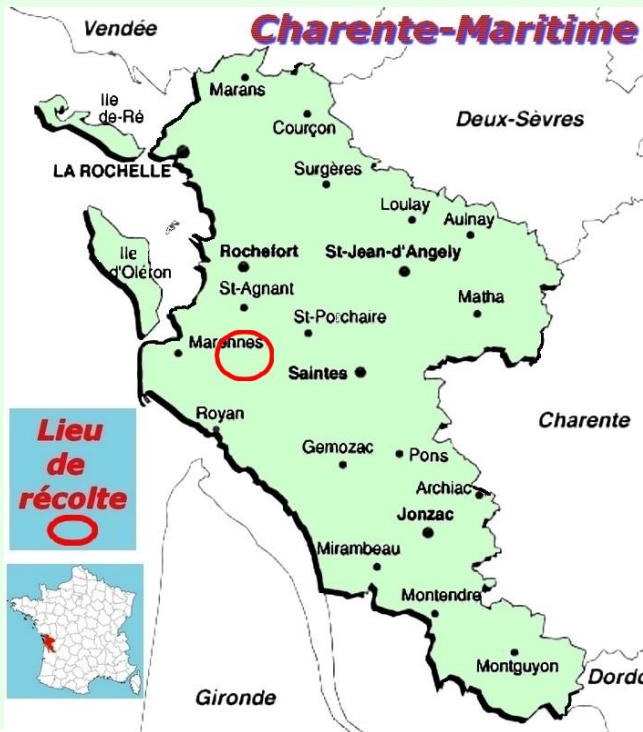 Vendée
Charente-Maritime
Marans
Ile
de-Ré
Courçon
Deux-Sèvres
LA ROCHELLE
Surgères
Loulay
Aulnay
Ile
d'Oléron
Rochefort
St-Jean-d'Angely
St-Agnant
Matha
St-Porchaire
Marennes
Saintes
Royan
Charente
Lieu
de
récolte
Gemozac
Pons
Archiac
Jonzac
Mirambeau
Montendre
Montguyon
Dordo
Gironde